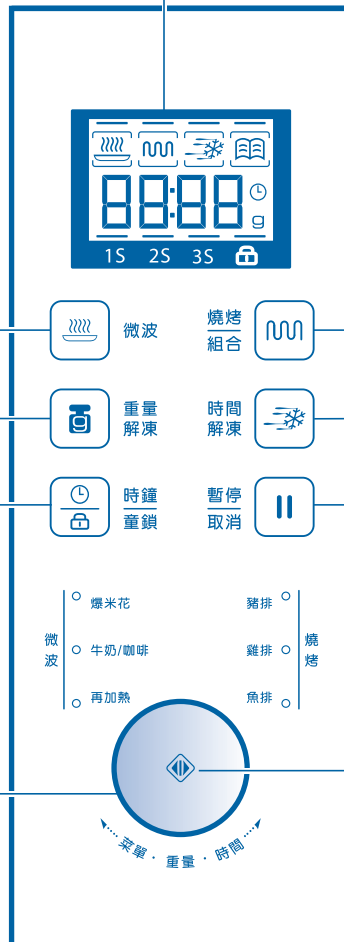 88:88
g
1S 2S 3S
微波
燒烤
組合
g
重量
解凍
時間
解凍
時鐘
童鎖
暫停
取消
微波
爆米花
牛奶/咖啡
再加熱
豬排
雞排
魚排
燒烤
菜單 · 重量 · 時間